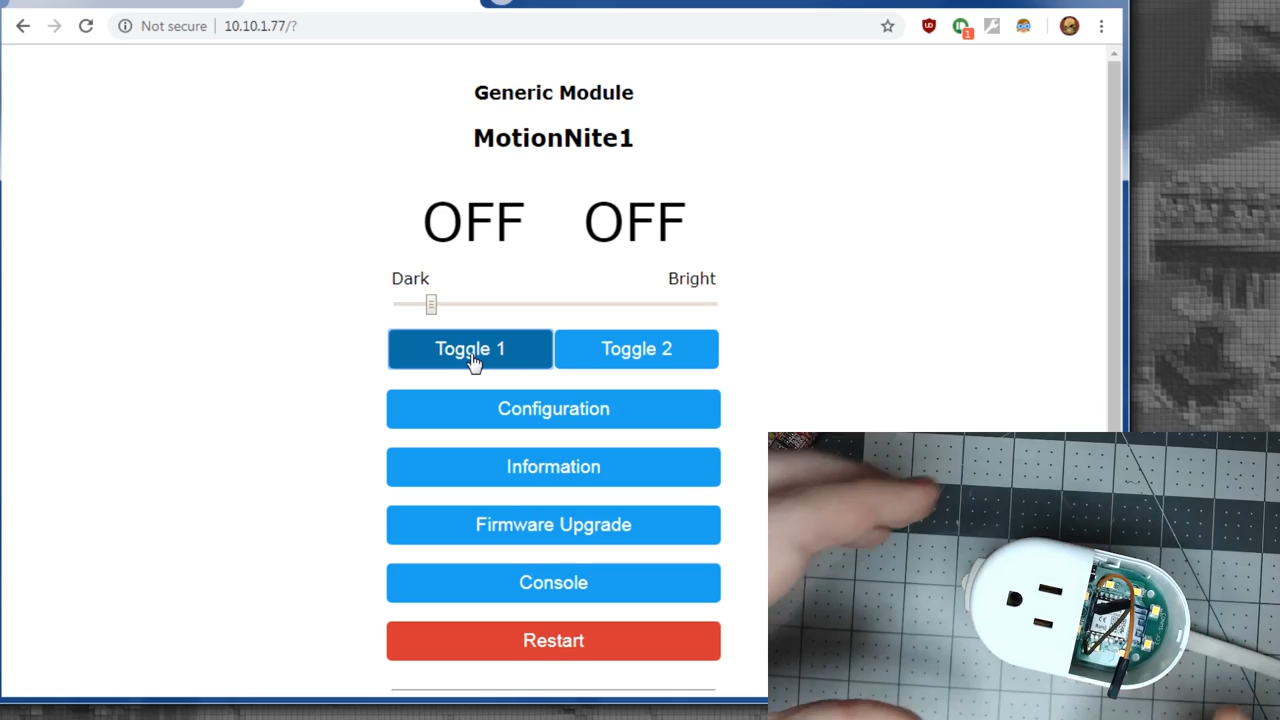 Not secure | 10.10.1.77/?
1
Generic Module
MotionNite1
OFF OFF
Dark Bright
Toggle 1 Toggle 2
Configuration
Information
Firmware Upgrade
Console
Restart